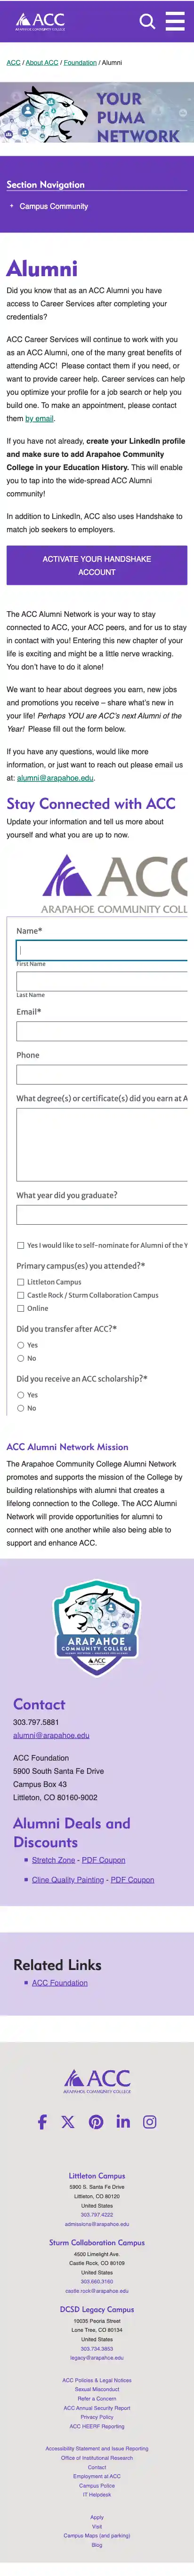 ACC
ARAPAHOE COMMUNITY COLLEGE
ACC / About ACC / Foundation / Alumni
YOUR
PUMA
NETWORK
Section Navigation
+ Campus Community
Alumni
Did you know that as an ACC Alumni you have
access to Career Services after completing your
credentials?
ACC Career Services will continue to work with you
as an ACC Alumni, one of the many great benefits of
attending ACC! Please contact them if you need, or
want to provide career help. Career services can help
you optimize your profile for a job search or help you
build one. To make an appointment, please contact
them by email.
If you have not already, create your LinkedIn profile
and make sure to add Arapahoe Community
College in your Education History. This will enable
you to tap into the wide-spread ACC Alumni
community!
In addition to LinkedIn, ACC also uses Handshake to
match job seekers to employers.
ACTIVATE YOUR HANDSHAKE
ACCOUNT
The ACC Alumni Network is your way to stay
connected to ACC, your ACC peers, and for us to stay
in contact with you! Entering this new chapter of your
life is exciting and might be a little nerve wracking.
You don't have to do it alone!
We want to hear about degrees you earn, new jobs
and promotions you receive – share what's new in
your life! Perhaps YOU are ACC's next Alumni of the
Year! Please fill out the form below.
If you have any questions, would like more
information, or just want to reach out please email us
at: alumni@arapahoe.edu.
Stay Connected with ACC
Update your information and tell us more about
yourself and what you are up to now.
ACC
ARAPAHOE COMMUNITY COLL
Name*
First Name
Last Name
Email*
Phone
What degree(s) or certificate(s) did you earn at A
What year did you graduate?
Yes I would like to self-nominate for Alumni of the Y
Primary campus(es) you attended?*
Littleton Campus
Castle Rock / Sturm Collaboration Campus
Online
Did you transfer after ACC?*
Yes
No
Did you receive an ACC scholarship?*
Yes
No
ACC Alumni Network Mission
The Arapahoe Community College Alumni Network
promotes and supports the mission of the College by
building relationships with alumni that creates a
lifelong connection to the College. The ACC Alumni
Network will provide opportunities for alumni to
connect with one another while also being able to
support and enhance ACC.
ARAPAHOE
COMMUNITY COLLEGE
ACC
Contact
303.797.5881
alumni@arapahoe.edu
ACC Foundation
5900 South Santa Fe Drive
Campus Box 43
Littleton, CO 80160-9002
Alumni Deals and
Discounts
Stretch Zone - PDF Coupon
Cline Quality Painting - PDF Coupon
Related Links
ACC Foundation
ACC
ARAPAHOE COMMUNITY COLLEGE
Littleton Campus
5900 S. Santa Fe Drive
Littleton, CO 80120
United States
303.797.4222
admissions@arapahoe.edu
Sturm Collaboration Campus
4500 Limelight Ave.
Castle Rock, CO 80109
United States
303.660.3160
castle.rock@arapahoe.edu
DCSD Legacy Campus
10035 Peoria Street
Lone Tree, CO 80134
United States
303.734.3853
legacy@arapahoe.edu
ACC Policies & Legal Notices
Sexual Misconduct
Refer a Concern
ACC Annual Security Report
Privacy Policy
ACC HEERF Reporting
Accessibility Statement and Issue Reporting
Office of Institutional Research
Contact
Employment at ACC
Campus Police
IT Helpdesk
Apply
Visit
Campus Maps (and parking)
Blog